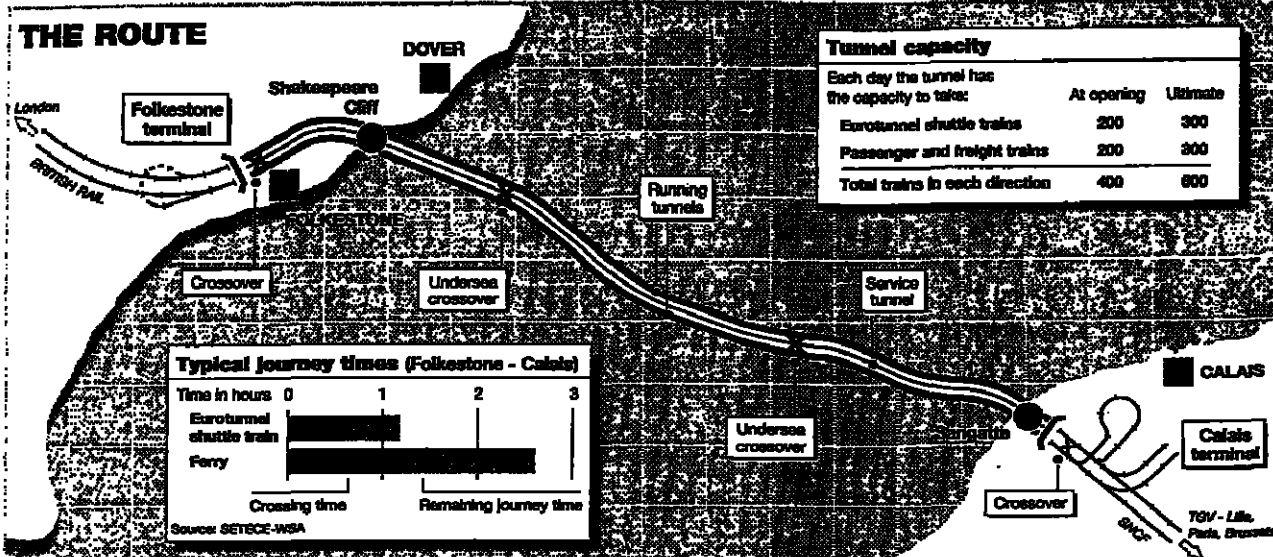 THE ROUTE
DOVER
Shakespeare
Cliff
London
Folkestone
terminal
BRITISH RAIL
FOLKESTONE
Crossover
Undersea
crossover
Running
tunnels
Service
tunnel
Undersea
crossover
Tunnel capacity
Each day the tunnel has
the capacity to take: At opening Ultimate
Eurotunnel shuttle trains 200 300
Passenger and freight trains 200 300
Total trains in each direction 400 600
Typical journey times (Folkestone - Calais)
Time in hours 0 1 2 3
Eurotunnel
shuttle train
Ferry
Crossing time Remaining journey time
Source: SETECE-WSA
CALAIS
Sangatte
Calais
terminal
Crossover
SNCF
TGV - Lille,
Paris, Brussels